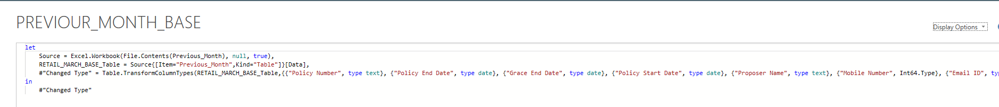 PREVIOUR_MONTH_BASE
Display Options
let
Source = Excel.Workbook(File.Contents(Previous_Month), null, true),
RETAIL_MARCH_BASE_Table = Source{[Item="Previous_Month",Kind="Table"]}[Data],
#"Changed Type" = Table.TransformColumnTypes(RETAIL_MARCH_BASE_Table,{{"Policy Number", type text}, {"Policy End Date", type date}, {"Grace End Date", type date}, {"Policy Start Date", type date}, {"Proposer Name", type text}, {"Mobile Number", Int64.Type}, {"Email ID", ty
in
#"Changed Type"